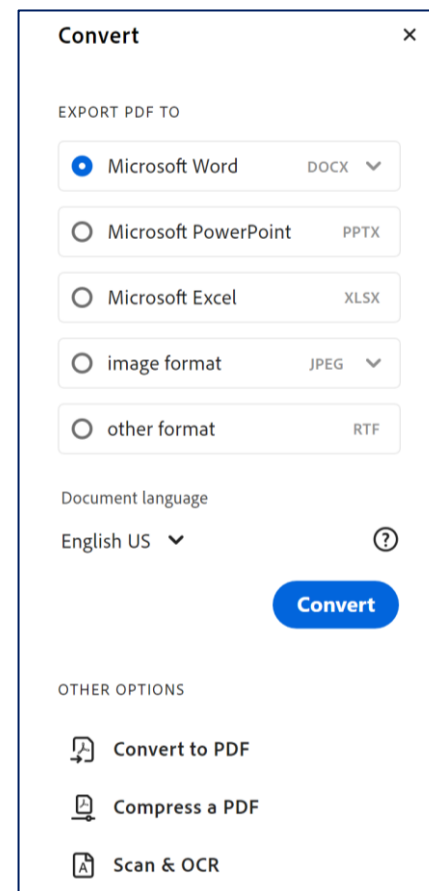 Convert
EXPORT PDF TO
Microsoft Word DOCX
Microsoft PowerPoint PPTX
Microsoft Excel XLSX
image format JPEG
other format RTF
Document language
English US
Convert
OTHER OPTIONS
Convert to PDF
Compress a PDF
Scan & OCR